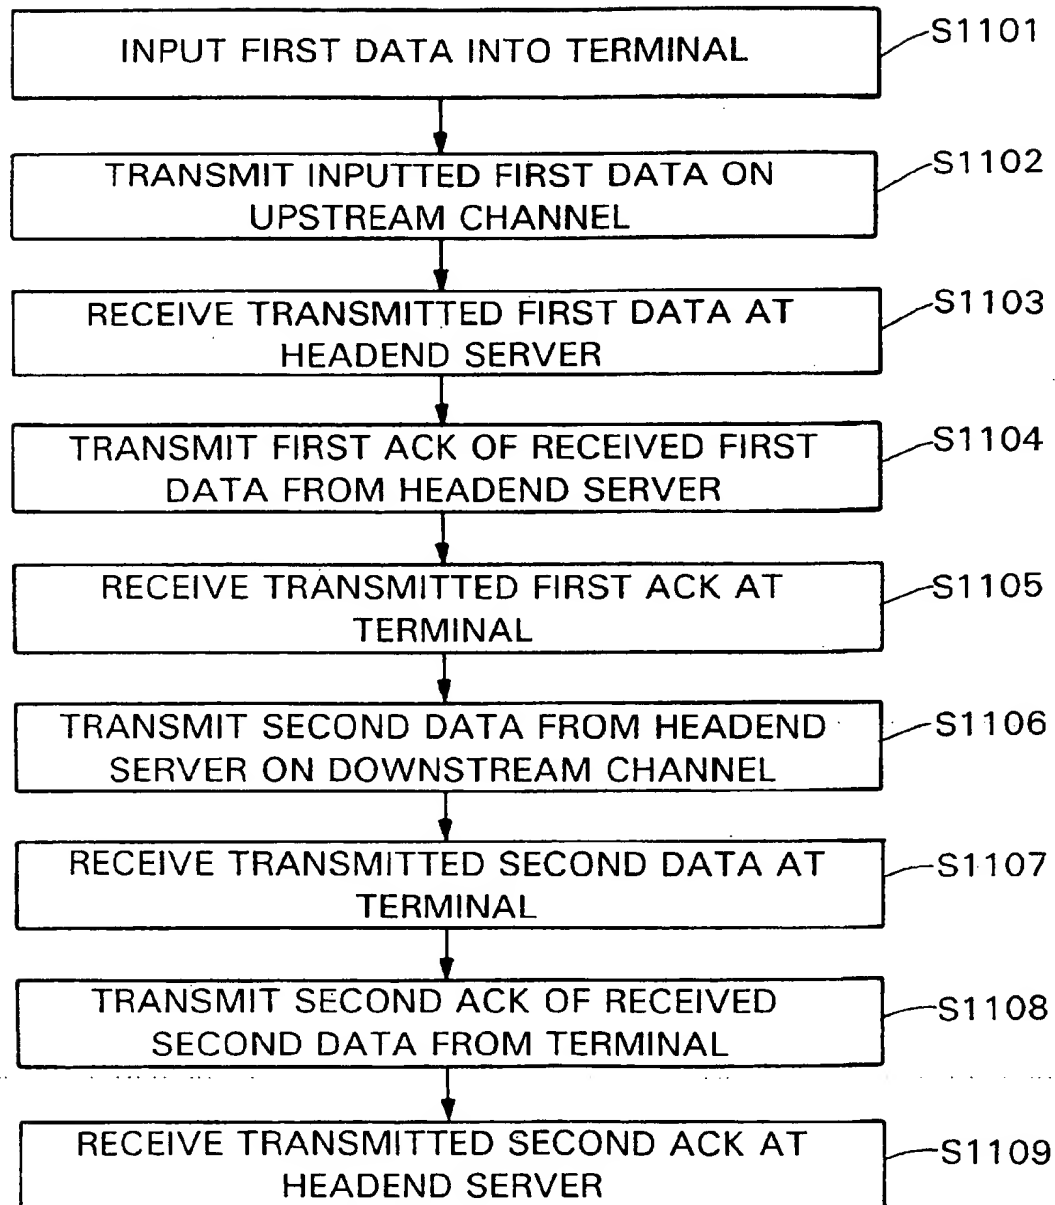 INPUT FIRST DATA INTO TERMINAL
S1101
TRANSMIT INPUTTED FIRST DATA ON
UPSTREAM CHANNEL
S1102
RECEIVE TRANSMITTED FIRST DATA AT
HEADEND SERVER
S1103
TRANSMIT FIRST ACK OF RECEIVED FIRST
DATA FROM HEADEND SERVER
S1104
RECEIVE TRANSMITTED FIRST ACK AT
TERMINAL
S1105
TRANSMIT SECOND DATA FROM HEADEND
SERVER ON DOWNSTREAM CHANNEL
S1106
RECEIVE TRANSMITTED SECOND DATA AT
TERMINAL
S1107
TRANSMIT SECOND ACK OF RECEIVED
SECOND DATA FROM TERMINAL
S1108
RECEIVE TRANSMITTED SECOND ACK AT
HEADEND SERVER
S1109